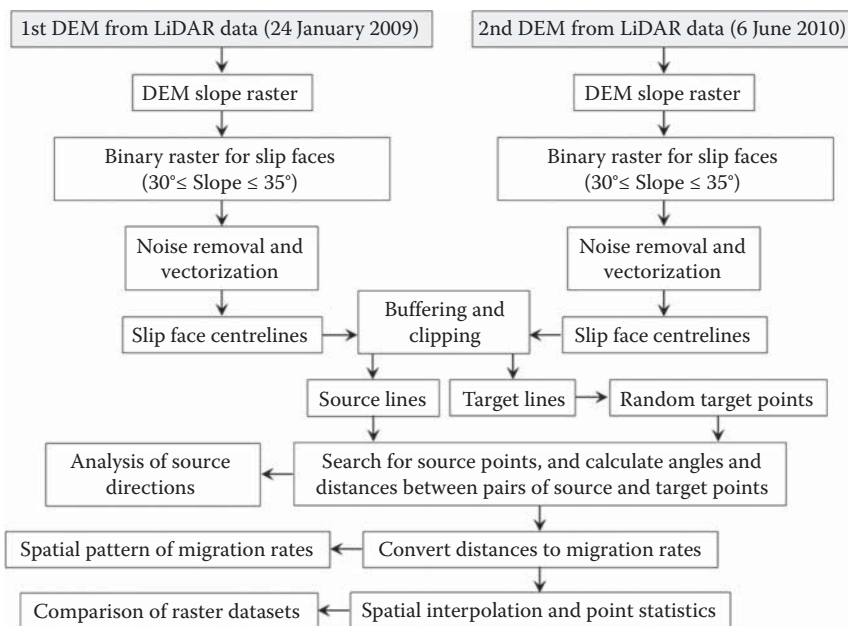 1st DEM from LiDAR data (24 January 2009)
2nd DEM from LiDAR data (6 June 2010)
DEM slope raster
DEM slope raster
Binary raster for slip faces
(30°≤ Slope ≤ 35°)
Binary raster for slip faces
(30°≤ Slope ≤ 35°)
Noise removal and
vectorization
Noise removal and
vectorization
Slip face centrelines
Buffering and
clipping
Slip face centrelines
Source lines
Target lines
Random target points
Analysis of source
directions
Search for source points, and calculate angles and
distances between pairs of source and target points
Spatial pattern of migration rates
Convert distances to migration rates
Comparison of raster datasets
Spatial interpolation and point statistics